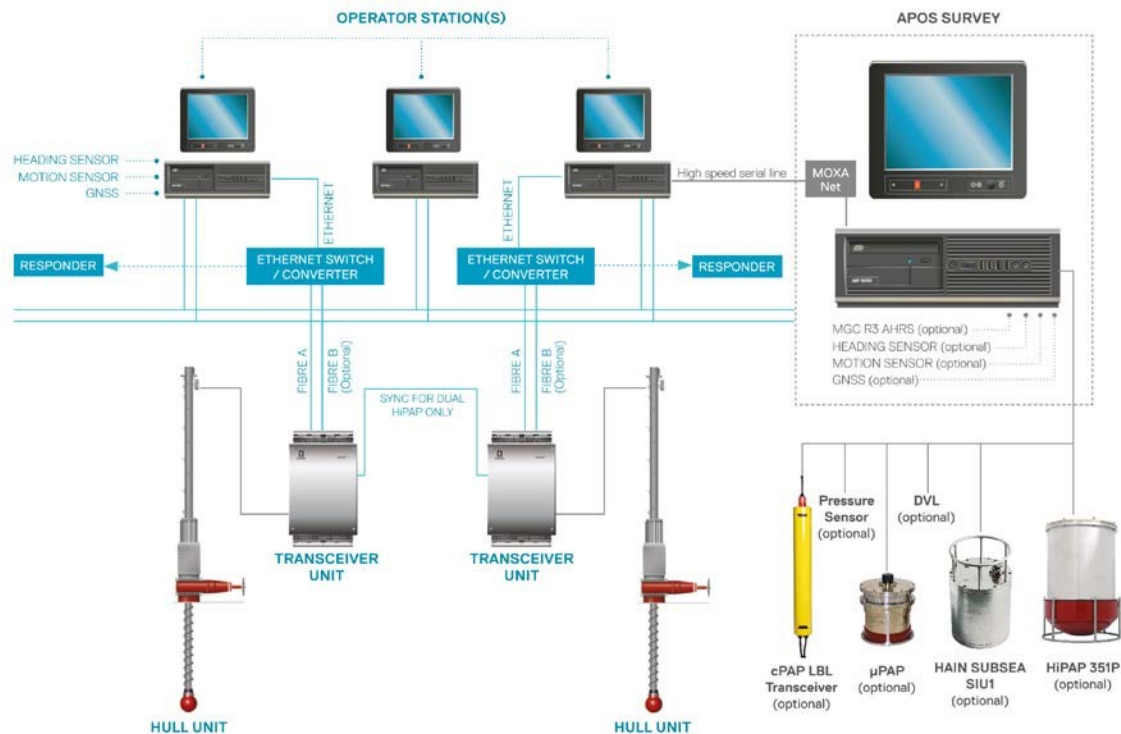 OPERATOR STATION(S)
HEADING SENSOR
MOTION SENSOR
GNSS
ETHERNET
ETHERNET
High speed serial line
ETHERNET SWITCH
/ CONVERTER
ETHERNET SWITCH
/ CONVERTER
RESPONDER
RESPONDER
FIBRE A
FIBRE B
(Optional)
FIBRE A
FIBRE B
(Optional)
SYNC FOR DUAL
HiPAP ONLY
TRANSCEIVER
UNIT
TRANSCEIVER
UNIT
HULL UNIT
HULL UNIT
APOS SURVEY
MOXA
Net
MGC R3 AHRS (optional)
HEADING SENSOR (optional)
MOTION SENSOR (optional)
GNSS (optional)
Pressure
Sensor
(optional)
DVL
(optional)
cPAP LBL
Transceiver
(optional)
µPAP
(optional)
HAIN SUBSEA
SIU1
(optional)
HiPAP 351P
(optional)